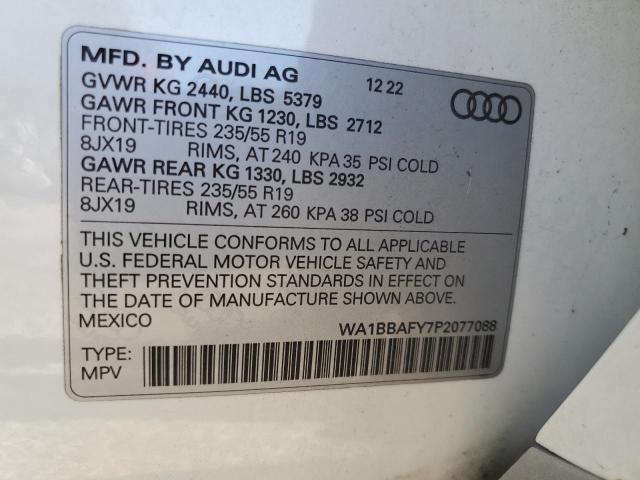 MFD. BY AUDI AG 12 22
GVWR KG 2440, LBS 5379
GAWR FRONT KG 1230, LBS 2712
FRONT-TIRES 235/55 R19
8JX19 RIMS, AT 240 KPA 35 PSI COLD
GAWR REAR KG 1330, LBS 2932
REAR-TIRES 235/55 R19
8JX19 RIMS, AT 260 KPA 38 PSI COLD
THIS VEHICLE CONFORMS TO ALL APPLICABLE
U.S. FEDERAL MOTOR VEHICLE SAFETY AND
THEFT PREVENTION STANDARDS IN EFFECT ON
THE DATE OF MANUFACTURE SHOWN ABOVE.
MEXICO WA1BBAFY7P2077088
TYPE:
MPV